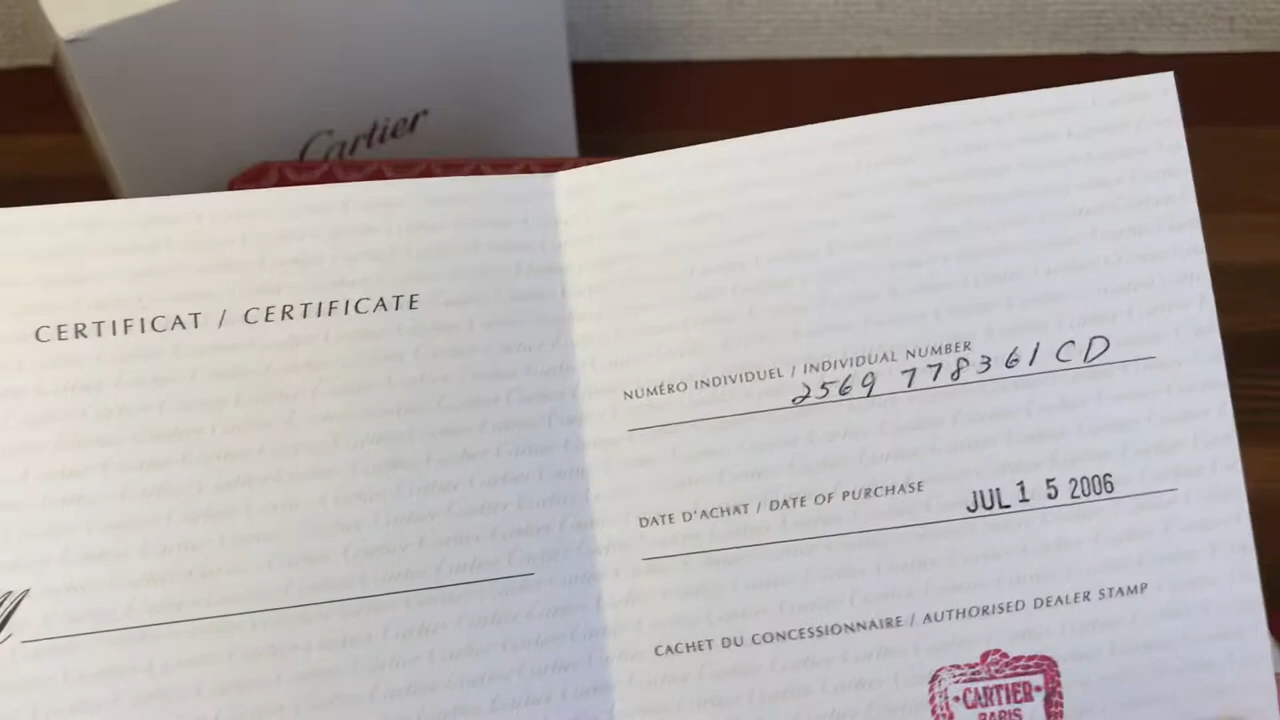 Cartier
CERTIFICAT / CERTIFICATE
NUMÉRO INDIVIDUEL / INDIVIDUAL NUMBER
2569 778361 CD
DATE D'ACHAT / DATE OF PURCHASE
JUL 1 5 2006
CACHET DU CONCESSIONNAIRE / AUTHORISED DEALER STAMP
·CARTIER·
PARIS